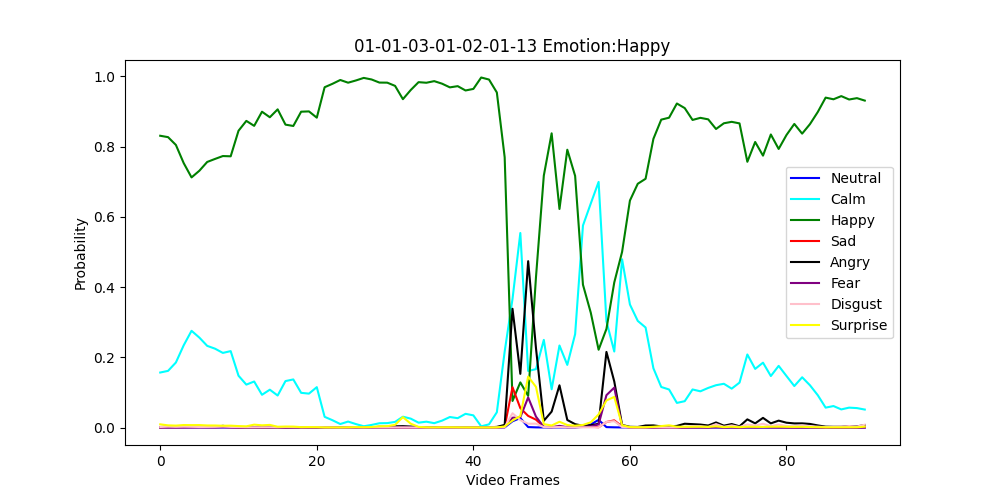 01-01-03-01-02-01-13 Emotion:Happy
Probability
1.0
0.8
0.6
0.4
0.2
0.0
0
20
40
60
80
Video Frames
Neutral
Calm
Happy
Sad
Angry
Fear
Disgust
Surprise